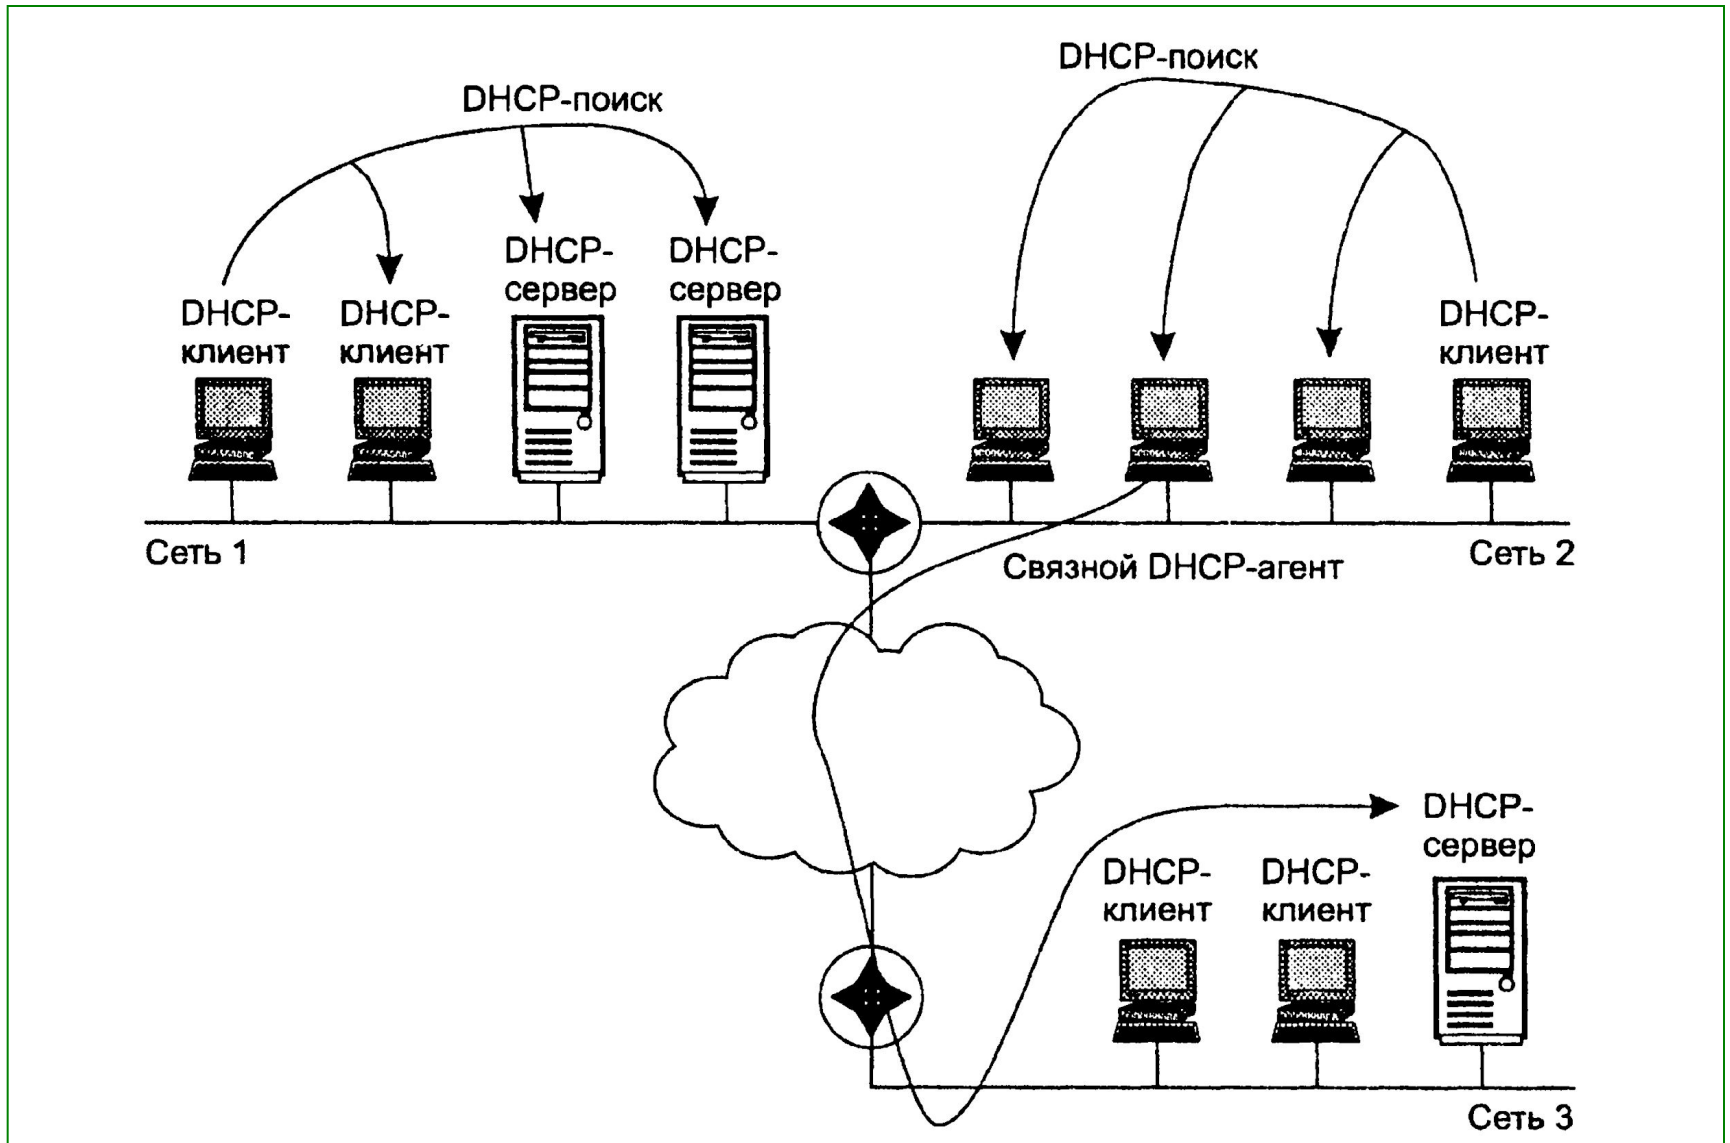 DHCP-поиск
DHCP-поиск
DHCP-
сервер
DHCP-
сервер
DHCP-
клиент
DHCP-
клиент
DHCP-
клиент
Сеть 1
Связной DHCP-агент
Сеть 2
DHCP-
сервер
DHCP-
клиент
DHCP-
клиент
Сеть 3